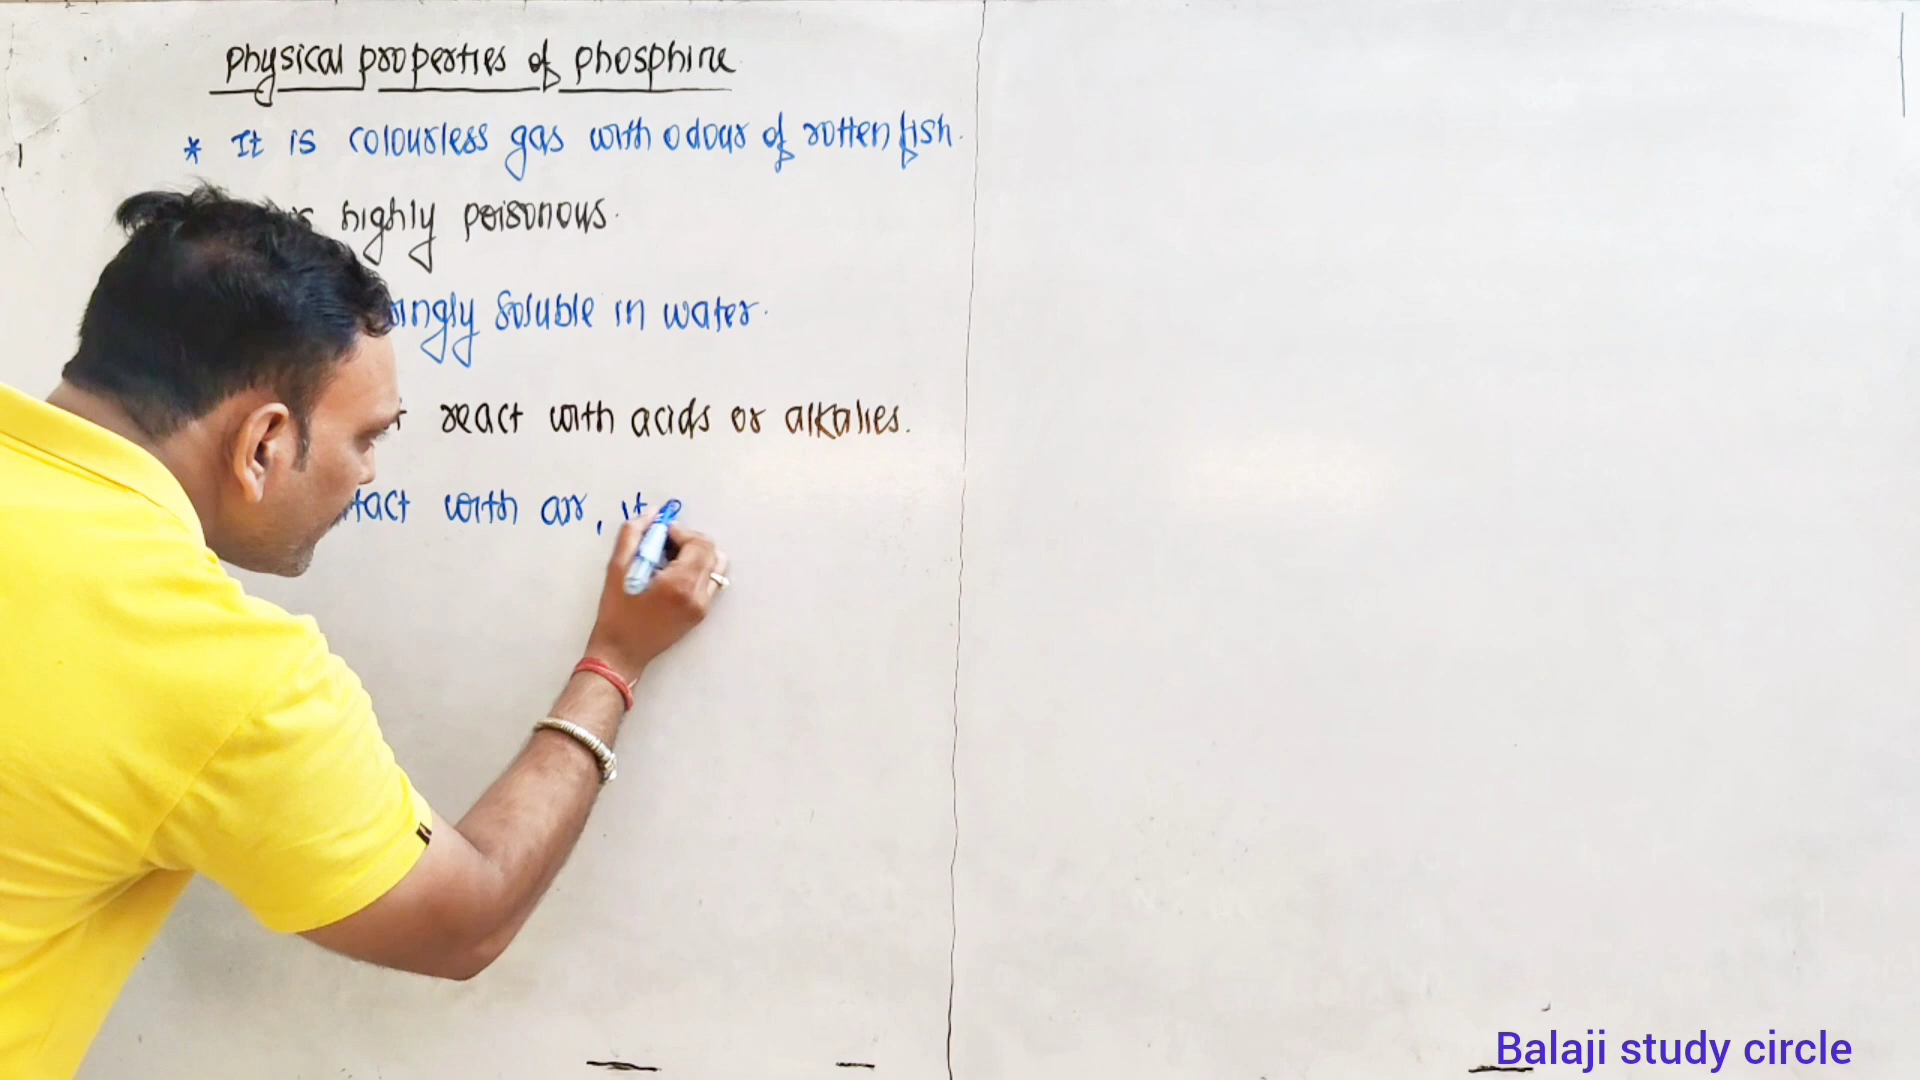 Physical properties of phosphine
* It is colourless gas with odour of rotten fish.
is highly poisonous.
ingly soluble in water.
react with acids or alkalies.
tact with air, it
Balaji study circle